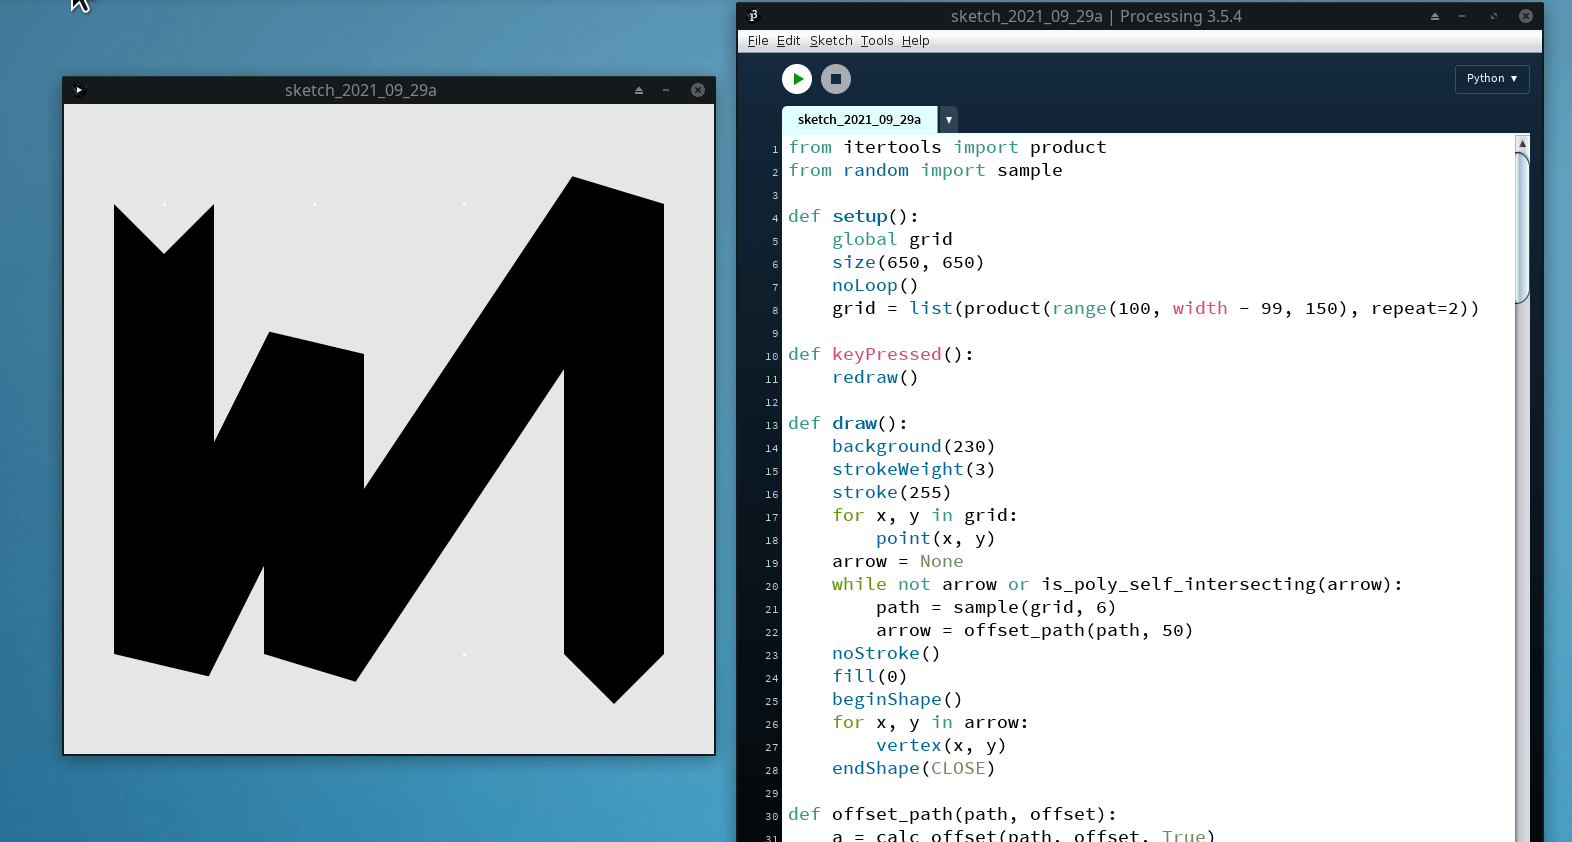 sketch_2021_09_29a
sketch_2021_09_29a | Processing 3.5.4
File Edit Sketch Tools Help
Python ▼
sketch_2021_09_29a ▼
1 from itertools import product
2 from random import sample
3
4 def setup():
5     global grid
6     size(650, 650)
7     noLoop()
8     grid = list(product(range(100, width - 99, 150), repeat=2))
9
10 def keyPressed():
11     redraw()
12
13 def draw():
14     background(230)
15     strokeWeight(3)
16     stroke(255)
17     for x, y in grid:
18         point(x, y)
19     arrow = None
20     while not arrow or is_poly_self_intersecting(arrow):
21         path = sample(grid, 6)
22         arrow = offset_path(path, 50)
23     noStroke()
24     fill(0)
25     beginShape()
26     for x, y in arrow:
27         vertex(x, y)
28     endShape(CLOSE)
29
30 def offset_path(path, offset):
31     a = calc_offset(path, offset, True)